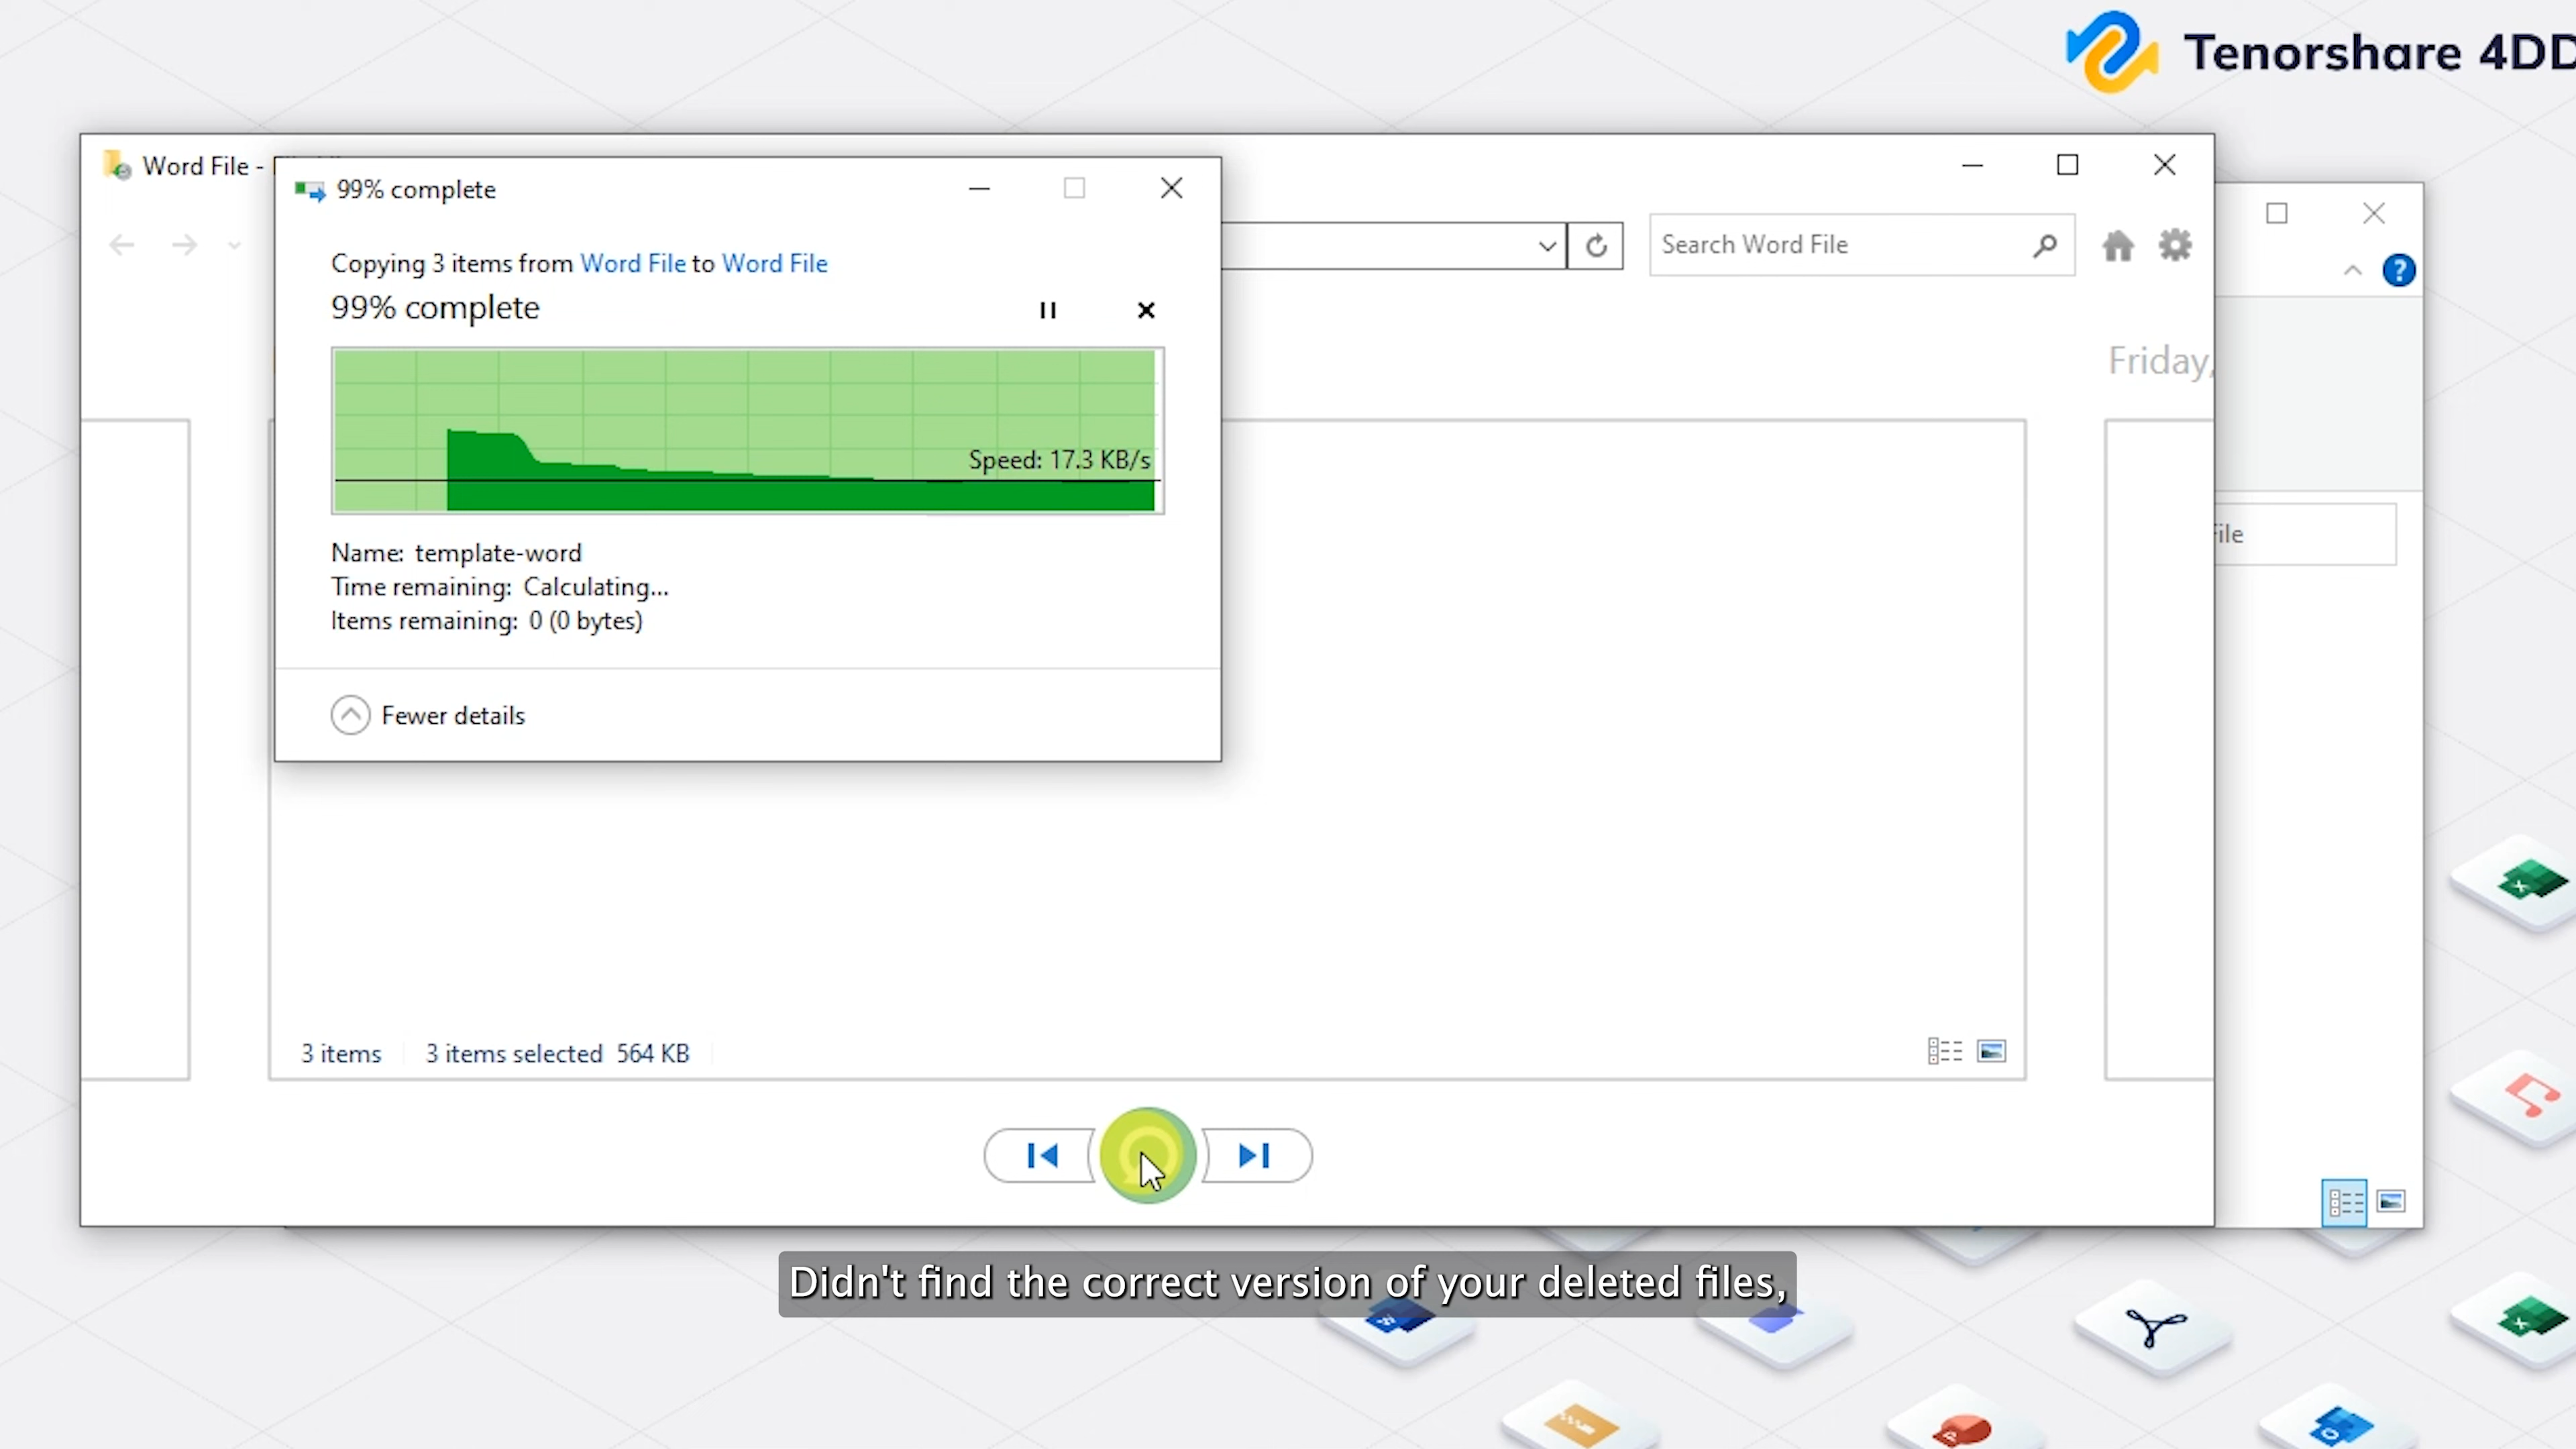 Tenorshare 4DD
Word File -
99% complete
Copying 3 items from Word File to Word File
99% complete
Search Word File
Friday,
Speed: 17.3 KB/s
File
Name: template-word
Time remaining: Calculating...
Items remaining: 0 (0 bytes)
Fewer details
3 items
3 items selected 564 KB
Didn't find the correct version of your deleted files,